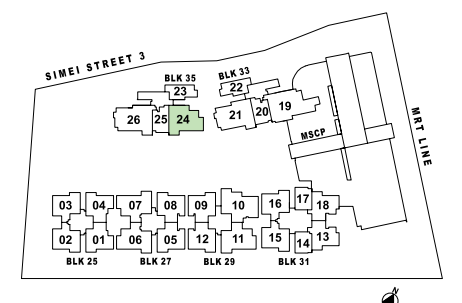 SIMEI STREET 3
BLK 35
BLK 33
23
22
26
25
24
21
20
19
MSCP
MRT LINE
03
04
07
08
09
10
16
17
18
02
01
06
05
12
11
15
14
13
BLK 25
BLK 27
BLK 29
BLK 31
N